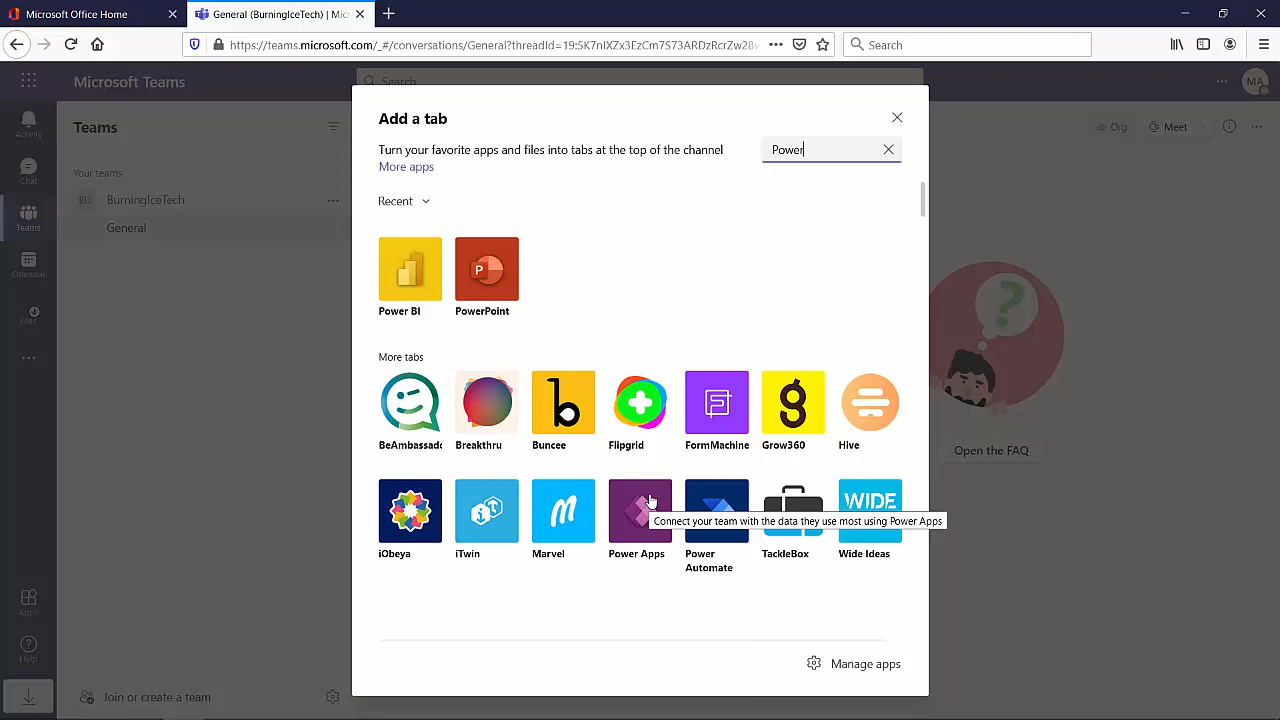 Microsoft Office Home
General (BurningIceTech) | Mic
https://teams.microsoft.com/_#/conversations/General?threadId=19:5K7nIXZx3EzCm7S73ARDzRcrZw28v
Search
Microsoft Teams
Search
MA
Activity
Chat
Teams
Calendar
Files
Apps
Help
Teams
Your teams
BU
BurningIceTech
General
Join or create a team
Org
Meet
Open the FAQ
Add a tab
Turn your favorite apps and files into tabs at the top of the channel
Power
More apps
Recent
Power BI
PowerPoint
More tabs
BeAmbassado
Breakthru
Buncee
Flipgrid
FormMachine
Grow360
Hive
WIDE
Connect your team with the data they use most using Power Apps
iObeya
iTwin
Marvel
Power Apps
Power
Automate
TackleBox
Wide Ideas
Manage apps